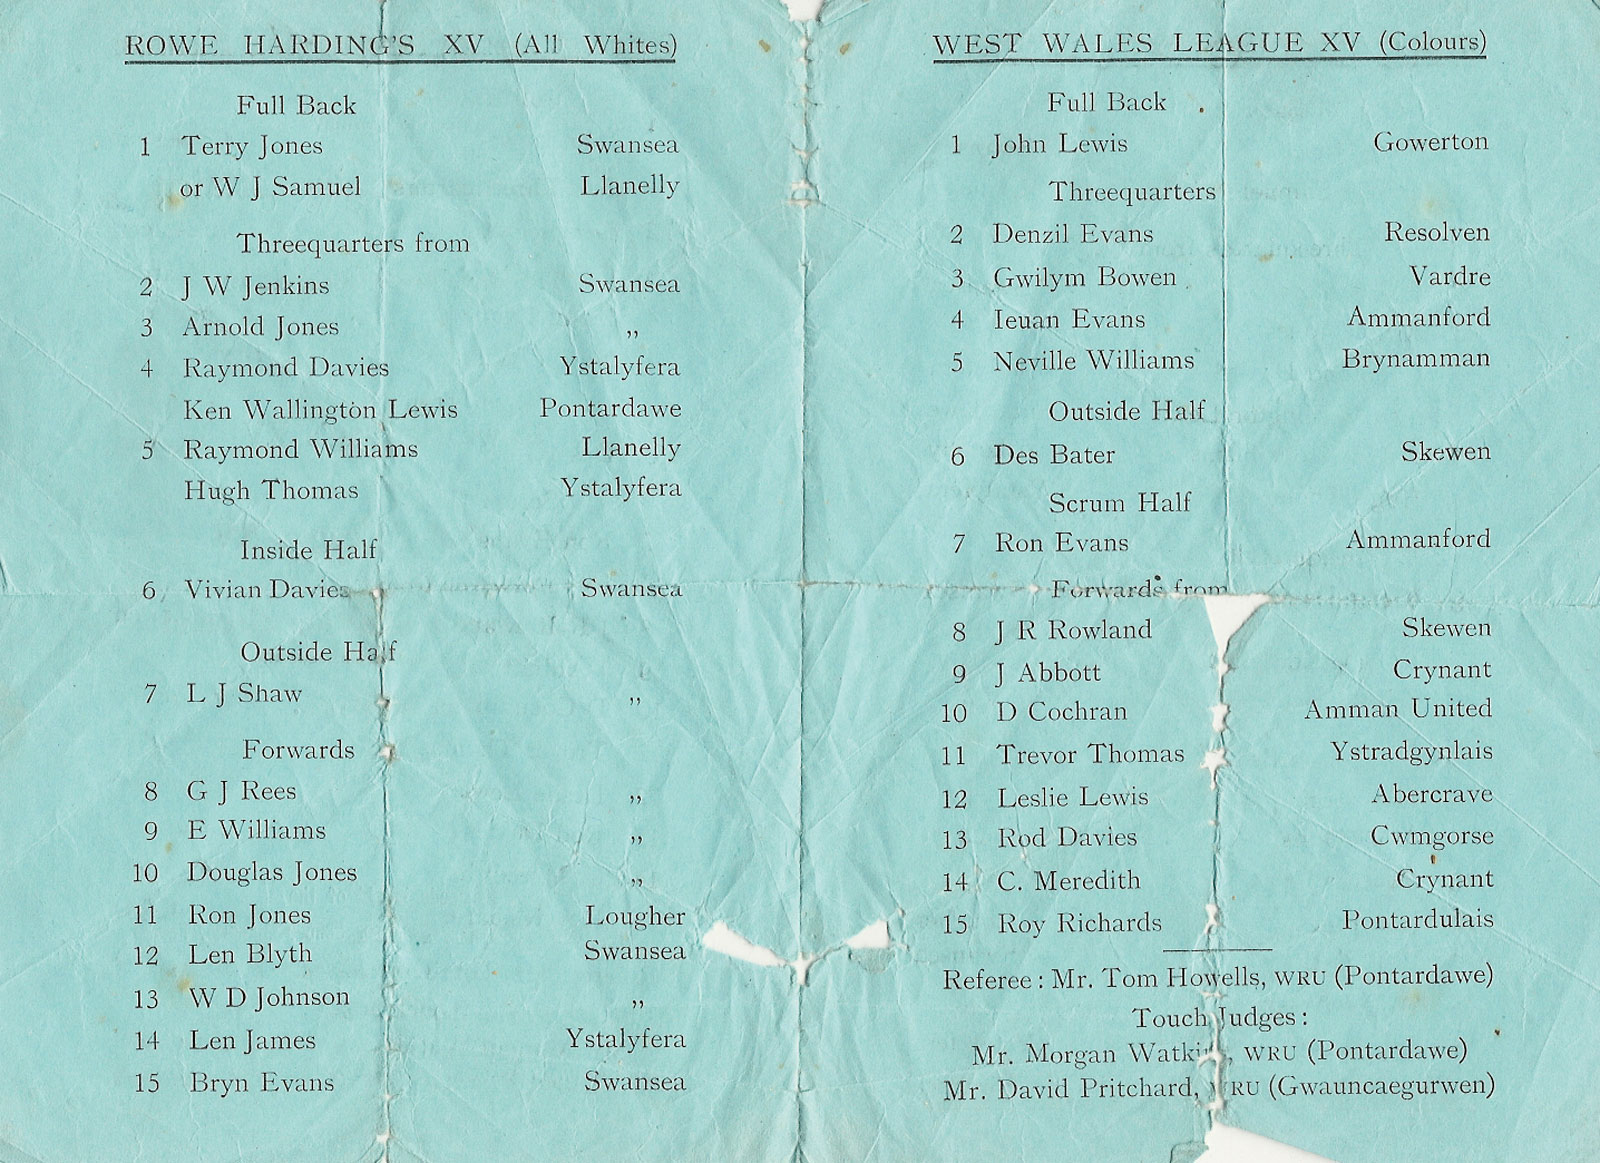 ROWE HARDING'S XV (All Whites)
Full Back
1 Terry Jones Swansea
or W J Samuel Llanelly
Threequarters from
2 J W Jenkins Swansea
3 Arnold Jones ,,
4 Raymond Davies Ystalyfera
Ken Wallington Lewis Pontardawe
5 Raymond Williams Llanelly
Hugh Thomas Ystalyfera
Inside Half
6 Vivian Davies Swansea
Outside Half
7 L J Shaw ,,
Forwards
8 G J Rees ,,
9 E Williams ,,
10 Douglas Jones ,,
11 Ron Jones Lougher
12 Len Blyth Swansea
13 W D Johnson ,,
14 Len James Ystalyfera
15 Bryn Evans Swansea
WEST WALES LEAGUE XV (Colours)
Full Back
1 John Lewis Gowerton
Threequarters
2 Denzil Evans Resolven
3 Gwilym Bowen Vardre
4 Ieuan Evans Ammanford
5 Neville Williams Brynamman
Outside Half
6 Des Bater Skewen
Scrum Half
7 Ron Evans Ammanford
Forwards from
8 J R Rowland Skewen
9 J Abbott Crynant
10 D Cochran Amman United
11 Trevor Thomas Ystradgynlais
12 Leslie Lewis Abercrave
13 Rod Davies Cwmgorse
14 C. Meredith Crynant
15 Roy Richards Pontardulais
Referee : Mr. Tom Howells, WRU (Pontardawe)
Touch Judges :
Mr. Morgan Watkins, WRU (Pontardawe)
Mr. David Pritchard, WRU (Gwauncaegurwen)